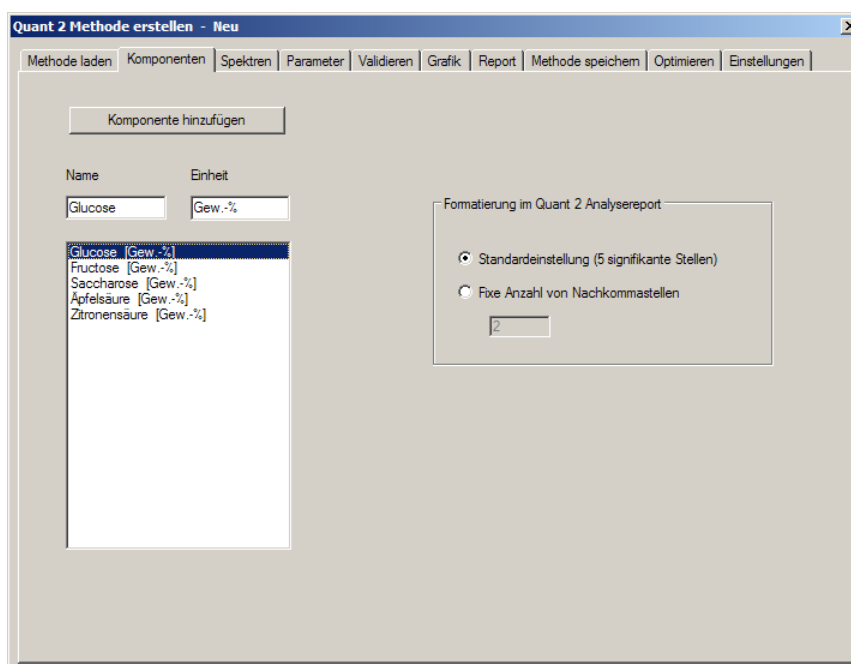 Quant 2 Methode erstellen - Neu
Methode laden Komponenten Spektren Parameter Validieren Grafik Report Methode speichern Optimieren Einstellungen
Komponente hinzufügen
Name Einheit
Glucose Gew.-%
Glucose [Gew.-%]
Fructose [Gew.-%]
Saccharose [Gew.-%]
Äpfelsäure [Gew.-%]
Zitronensäure [Gew.-%]
Formatierung im Quant 2 Analysereport
Standardeinstellung (5 signifikante Stellen)
Fixe Anzahl von Nachkommastellen
2